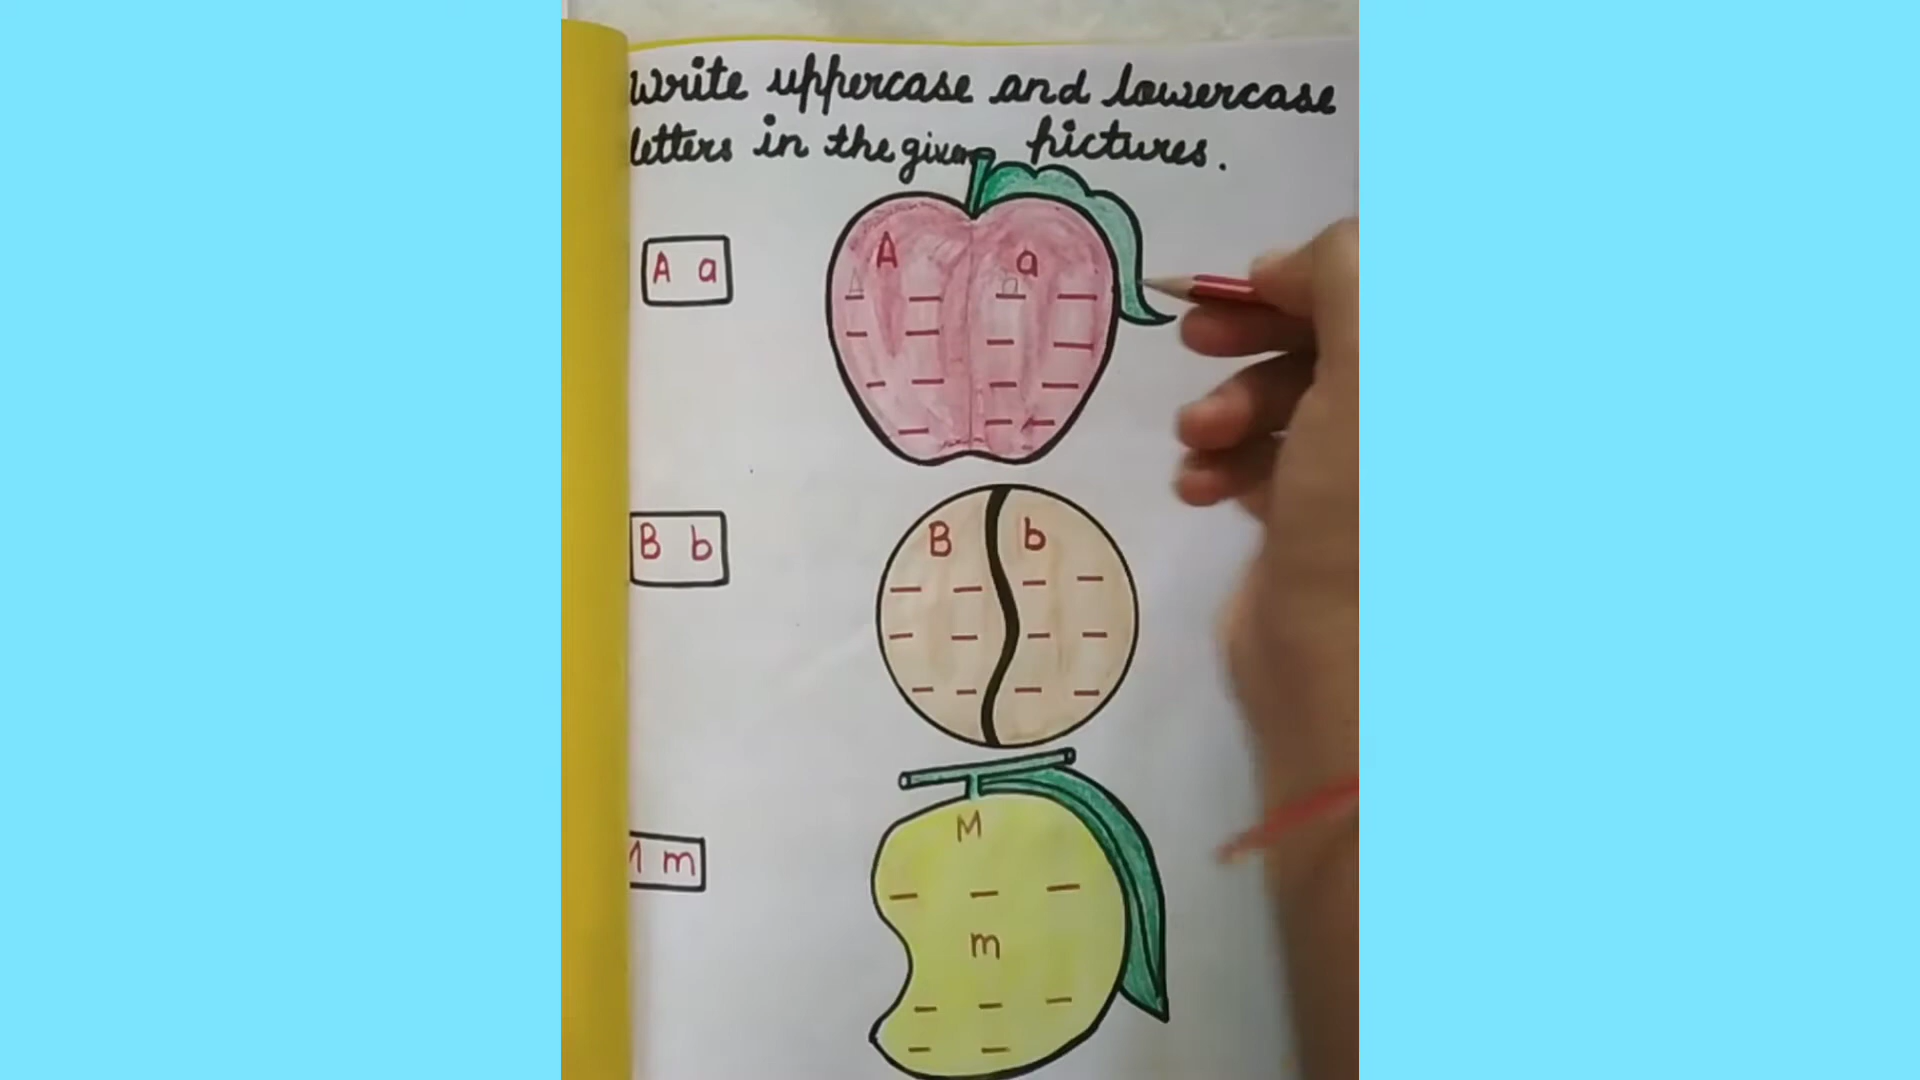 Write uppercase and lowercase
letters in the given pictures.
A a
A a
A a
B b
B b
M
m
m